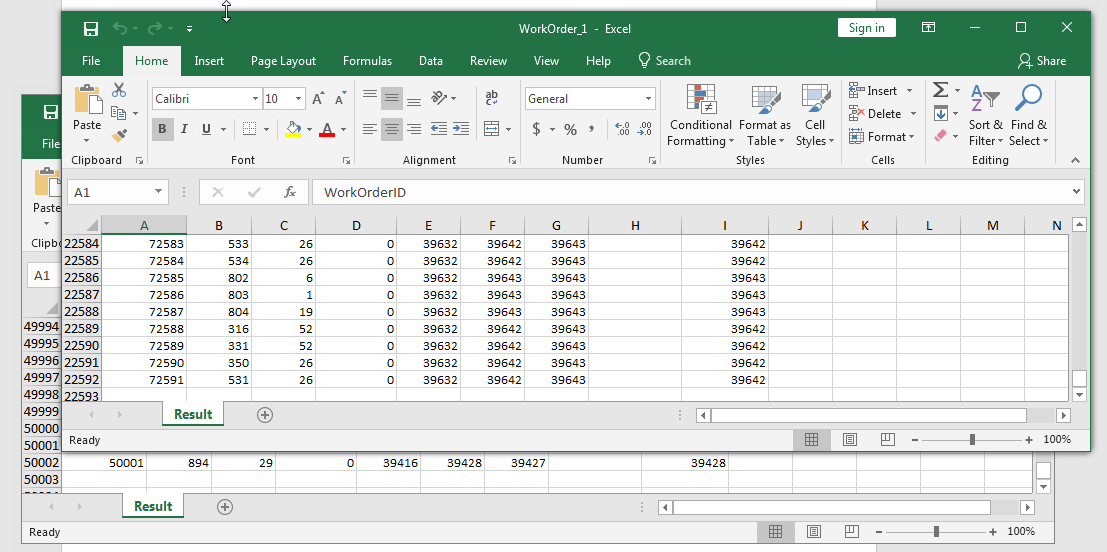 WorkOrder_1 - Excel Sign in
File Home Insert Page Layout Formulas Data Review View Help Search Share
Paste
Calibri 10
General
B I U A
ab
c
$ % ,
Conditional
Formatting
Format as
Table
Cell
Styles
Insert
Delete
Format
Sort &
Filter
Find &
Select
Clipboard Font Alignment Number Styles Cells Editing
A1 fx WorkOrderID
A B C D E F G H I J K L M N
22584 72583 533 26 0 39632 39642 39643 39642
22585 72584 534 26 0 39632 39642 39643 39642
22586 72585 802 6 0 39632 39643 39643 39643
22587 72586 803 1 0 39632 39643 39643 39643
22588 72587 804 19 0 39632 39643 39643 39643
22589 72588 316 52 0 39632 39642 39643 39642
22590 72589 331 52 0 39632 39642 39643 39642
22591 72590 350 26 0 39632 39642 39643 39642
22592 72591 531 26 0 39632 39642 39643 39642
22593
Result
Ready 100%
File
Paste
Clipb
A1
49994
49995
49996
49997
49998
49999
50000
50001
50002 50001 894 29 0 39416 39428 39427 39428
50003
Result
Ready 100%